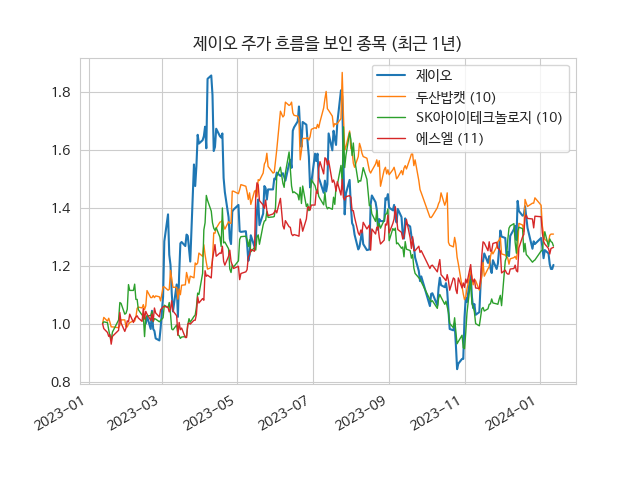 제이오 주가 흐름을 보인 종목 (최근 1년)
제이오
두산밥캣 (10)
SK아이이테크놀로지 (10)
에스엘 (11)
1.8
1.6
1.4
1.2
1.0
0.8
2023-01
2023-03
2023-05
2023-07
2023-09
2023-11
2024-01